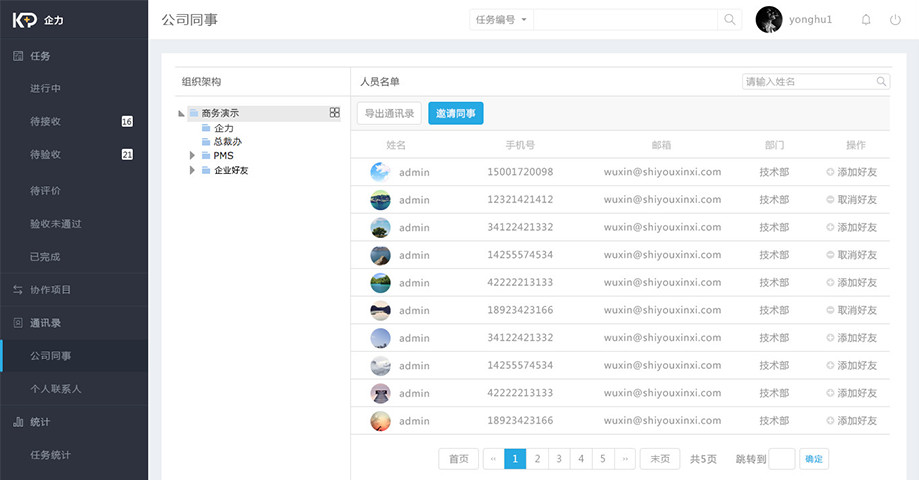 KP 企力
公司同事
任务编号
yonghu1
任务
进行中
待接收 16
待验收 21
待评价
验收未通过
已完成
协作项目
通讯录
公司同事
个人联系人
统计
任务统计
组织架构
商务演示
企力
总裁办
PMS
企业好友
人员名单
请输入姓名
导出通讯录 邀请同事
姓名 手机号 邮箱 部门 操作
admin 15001720098 wuxin@shiyouxinxi.com 技术部 添加好友
admin 12321421412 wuxin@shiyouxinxi.com 技术部 取消好友
admin 34122421332 wuxin@shiyouxinxi.com 技术部 添加好友
admin 14255574534 wuxin@shiyouxinxi.com 技术部 取消好友
admin 42222213133 wuxin@shiyouxinxi.com 技术部 添加好友
admin 18923423166 wuxin@shiyouxinxi.com 技术部 取消好友
admin 34122421332 wuxin@shiyouxinxi.com 技术部 添加好友
admin 14255574534 wuxin@shiyouxinxi.com 技术部 添加好友
admin 42222213133 wuxin@shiyouxinxi.com 技术部 添加好友
admin 18923423166 wuxin@shiyouxinxi.com 技术部 添加好友
首页 ‹‹ 1 2 3 4 5 ›› 末页 共5页 跳转到 确定